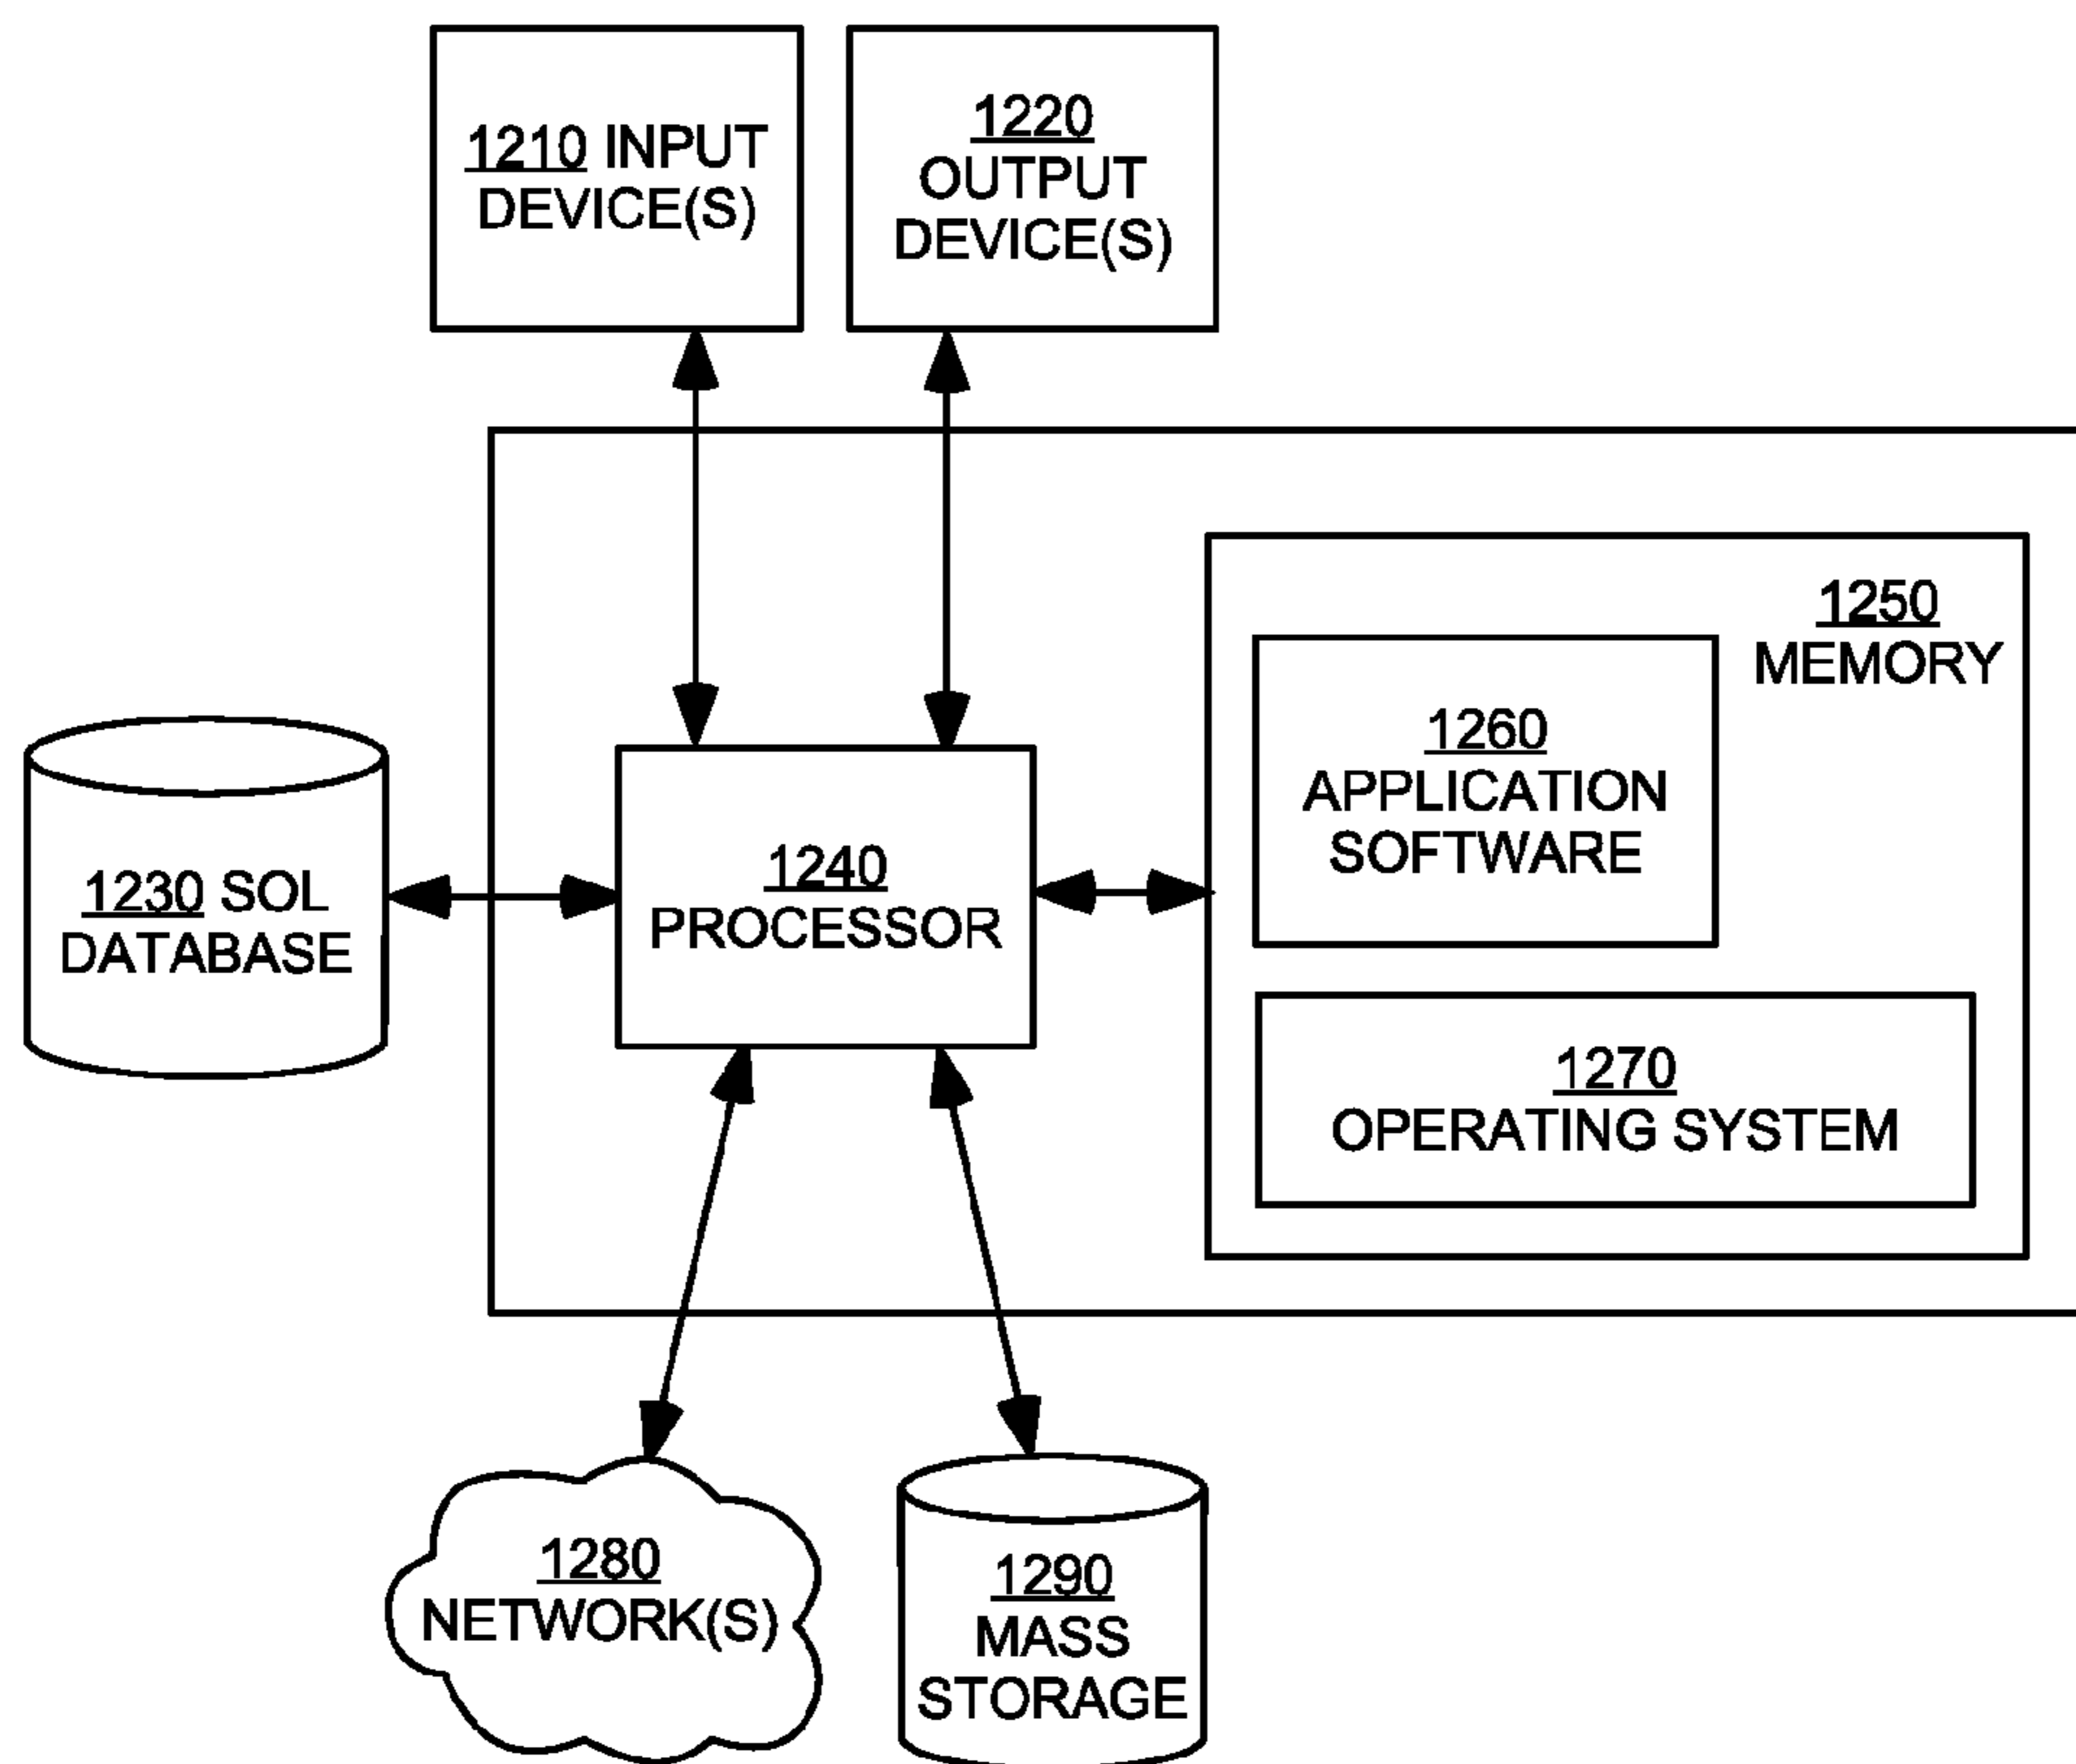 1210 INPUT
DEVICE(S)
1220
OUTPUT
DEVICE(S)
1250
MEMORY
1260
APPLICATION
SOFTWARE
1230 SOL
DATABASE
1240
PROCESSOR
1270
OPERATING SYSTEM
1280
NETWORK(S)
1290
MASS
STORAGE